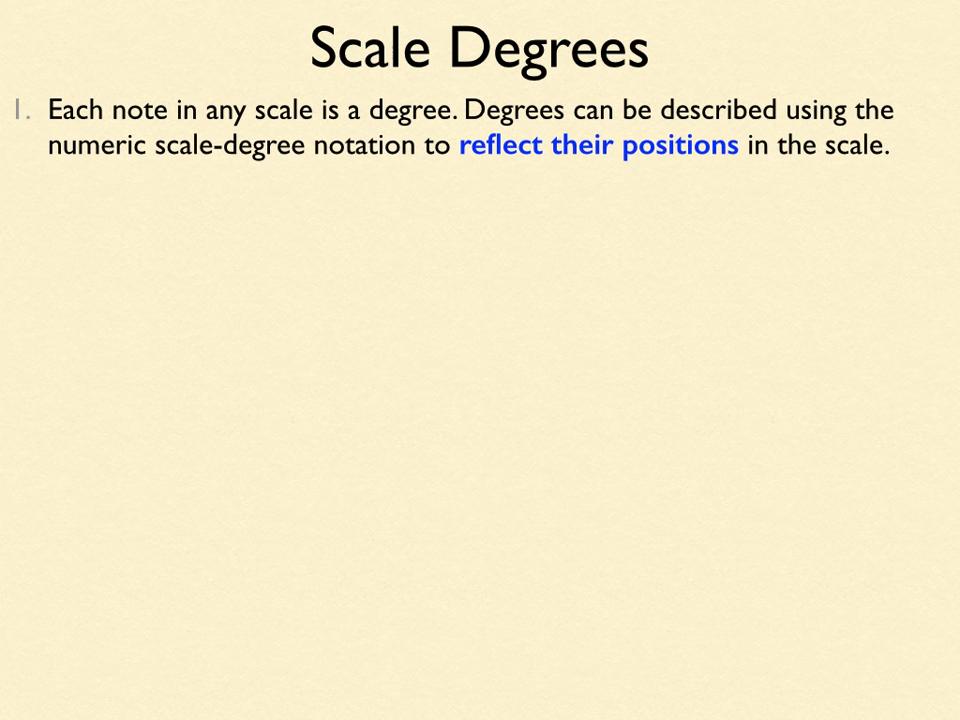 Scale Degrees
1. Each note in any scale is a degree. Degrees can be described using the
numeric scale-degree notation to reflect their positions in the scale.